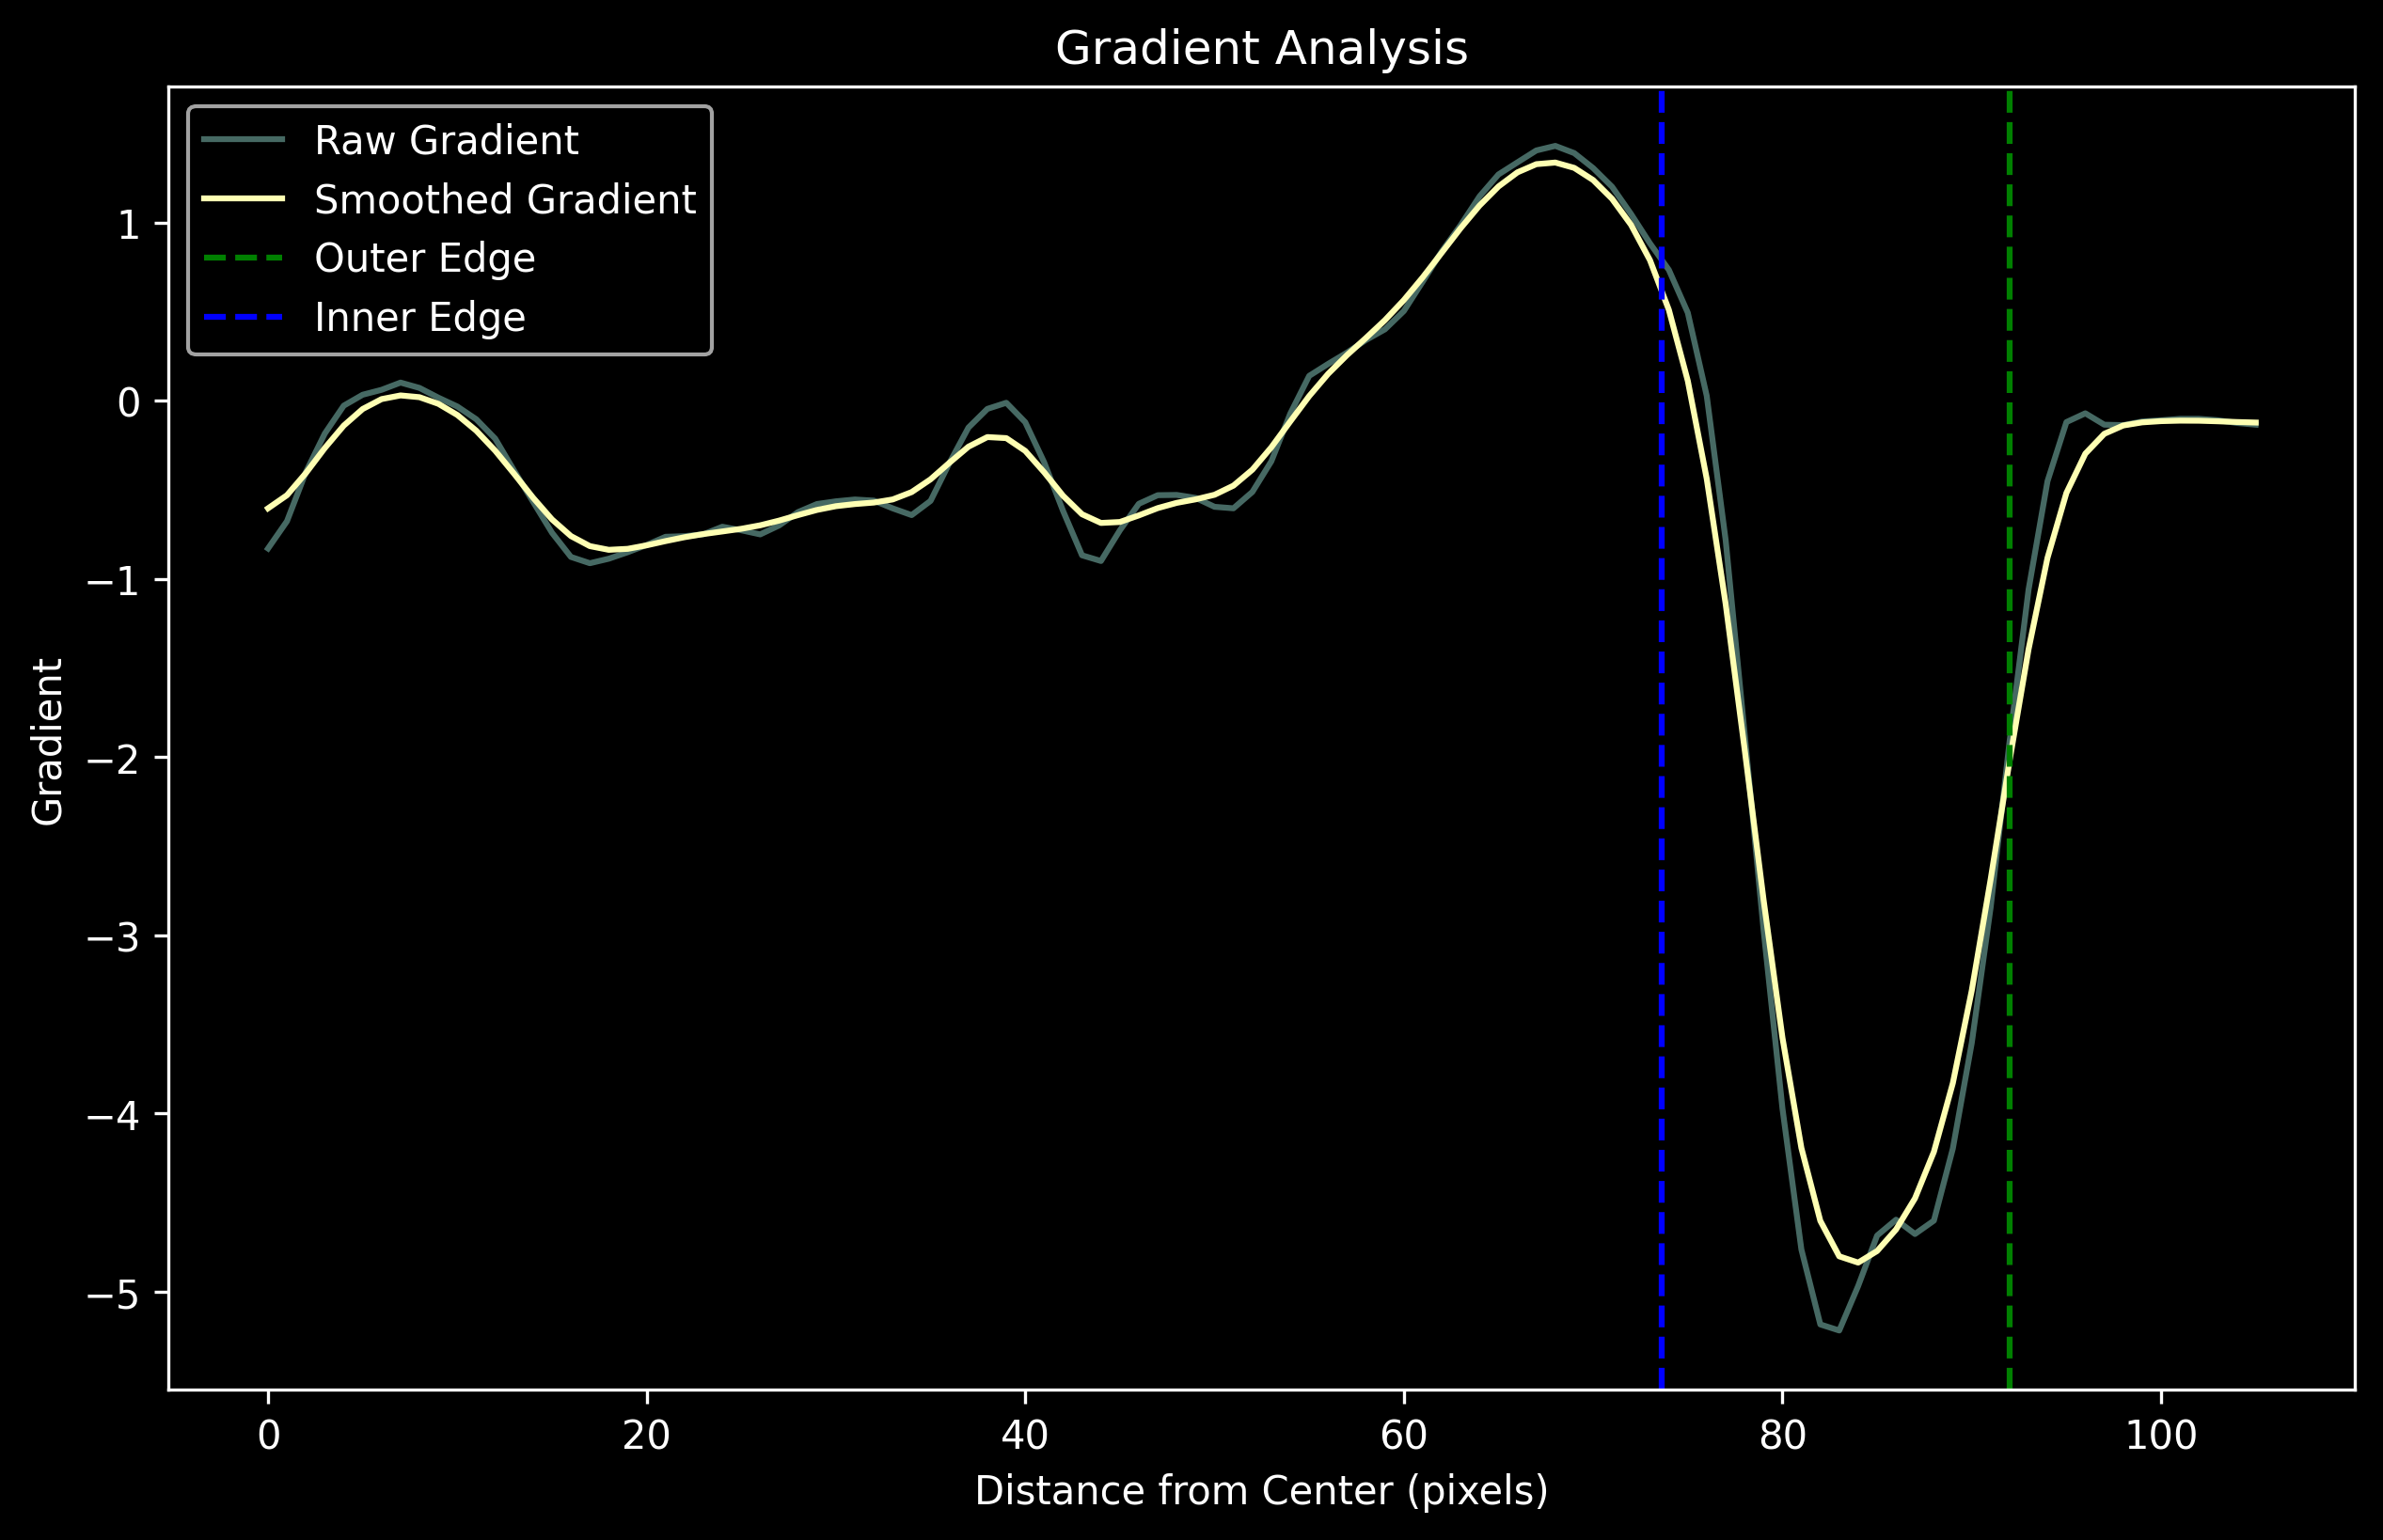 Gradient Analysis
Raw Gradient
Smoothed Gradient
Outer Edge
Inner Edge
1
0
−1
−2
−3
−4
−5
Gradient
0 20 40 60 80 100
Distance from Center (pixels)